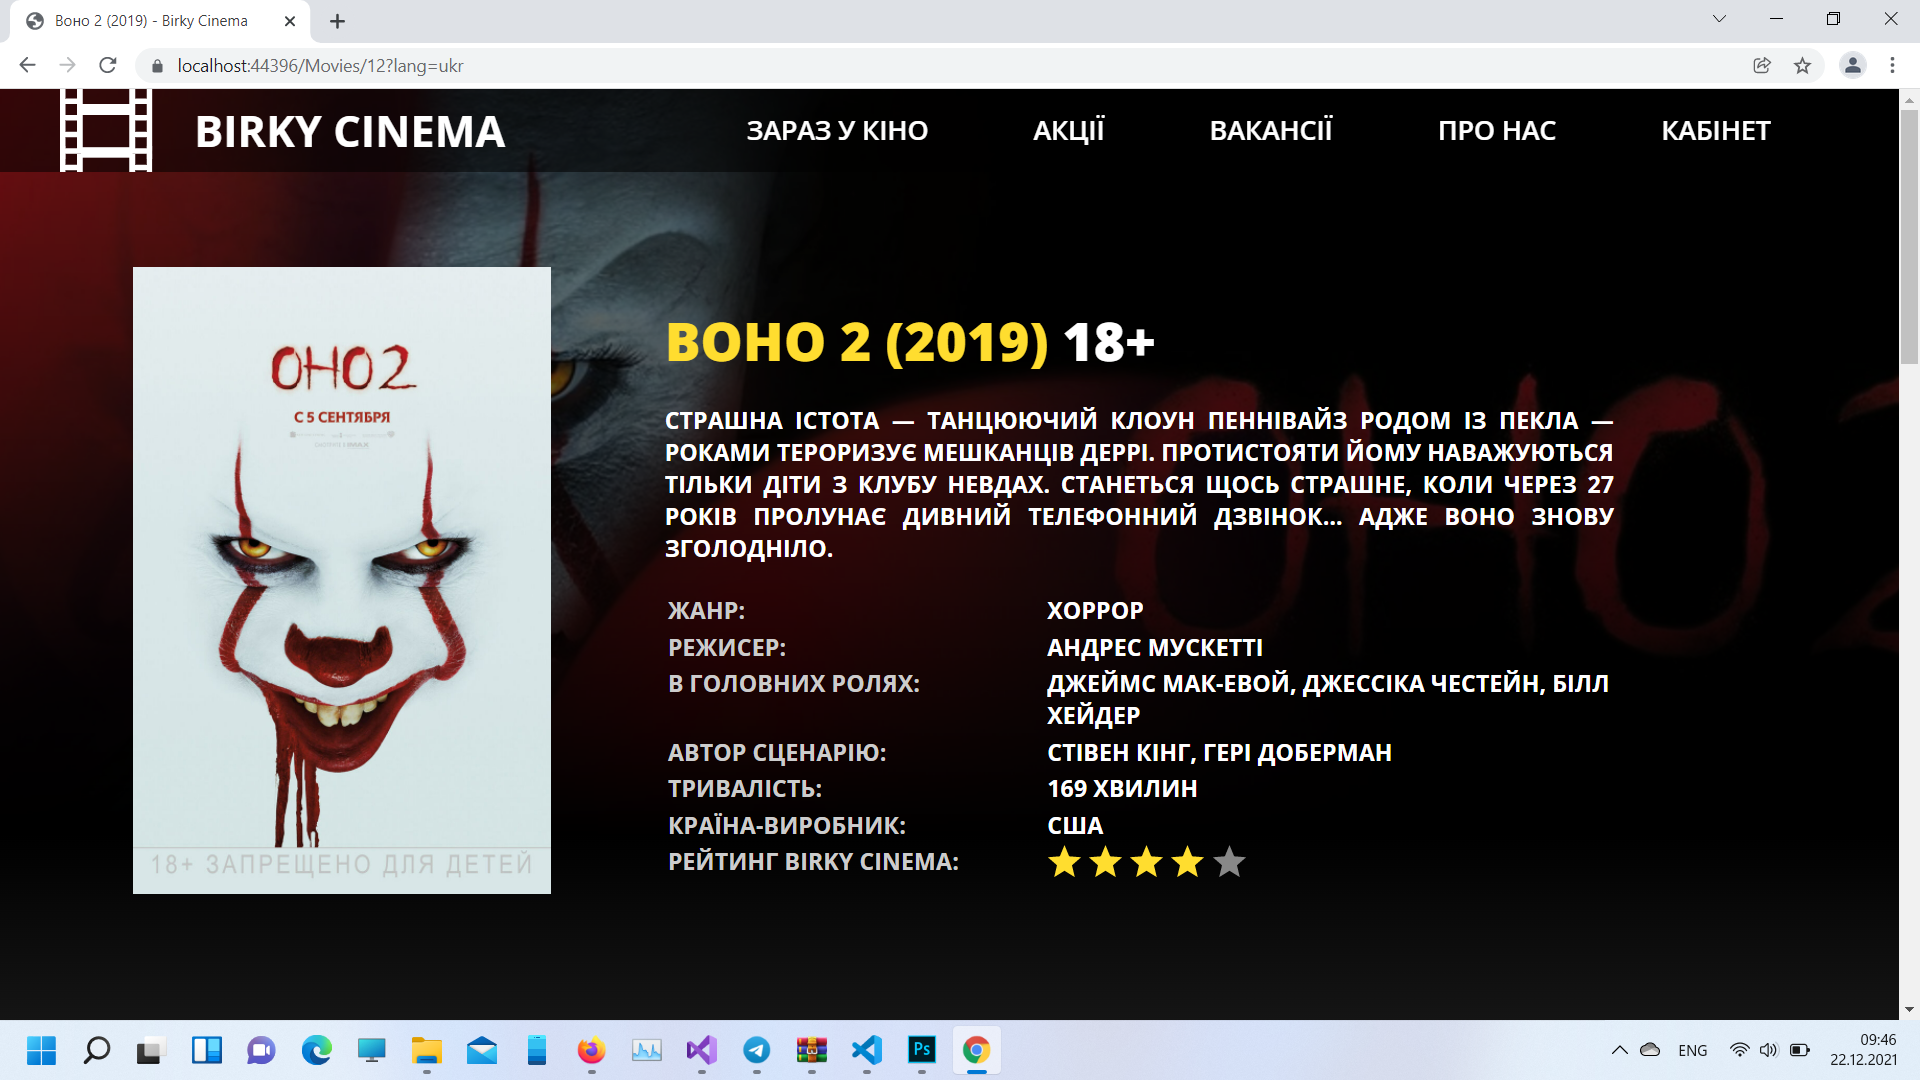 Воно 2 (2019) - Birky Cinema
localhost:44396/Movies/12?lang=ukr
BIRKY CINEMA
ЗАРАЗ У КІНО
АКЦІЇ
ВАКАНСІЇ
ПРО НАС
КАБІНЕТ
ОНО 2
С 5 СЕНТЯБРЯ
18+ ЗАПРЕЩЕНО ДЛЯ ДЕТЕЙ
ВОНО 2 (2019) 18+
СТРАШНА ІСТОТА — ТАНЦЮЮЧИЙ КЛОУН ПЕННІВАЙЗ РОДОМ ІЗ ПЕКЛА —
РОКАМИ ТЕРОРИЗУЄ МЕШКАНЦІВ ДЕРРІ. ПРОТИСТОЯТИ ЙОМУ НАВАЖУЮТЬСЯ
ТІЛЬКИ ДІТИ З КЛУБУ НЕВДАХ. СТАНЕТЬСЯ ЩОСЬ СТРАШНЕ, КОЛИ ЧЕРЕЗ 27
РОКІВ ПРОЛУНАЄ ДИВНИЙ ТЕЛЕФОННИЙ ДЗВІНОК... АДЖЕ ВОНО ЗНОВУ
ЗГОЛОДНІЛО.
ЖАНР: ХОРРОР
РЕЖИСЕР: АНДРЕС МУСКЕТТІ
В ГОЛОВНИХ РОЛЯХ: ДЖЕЙМС МАК-ЕВОЙ, ДЖЕССІКА ЧЕСТЕЙН, БІЛЛ
ХЕЙДЕР
АВТОР СЦЕНАРІЮ: СТІВЕН КІНГ, ГЕРІ ДОБЕРМАН
ТРИВАЛІСТЬ: 169 ХВИЛИН
КРАЇНА-ВИРОБНИК: США
РЕЙТИНГ BIRKY CINEMA:
ОНО 2
Ps
ENG
09:46
22.12.2021